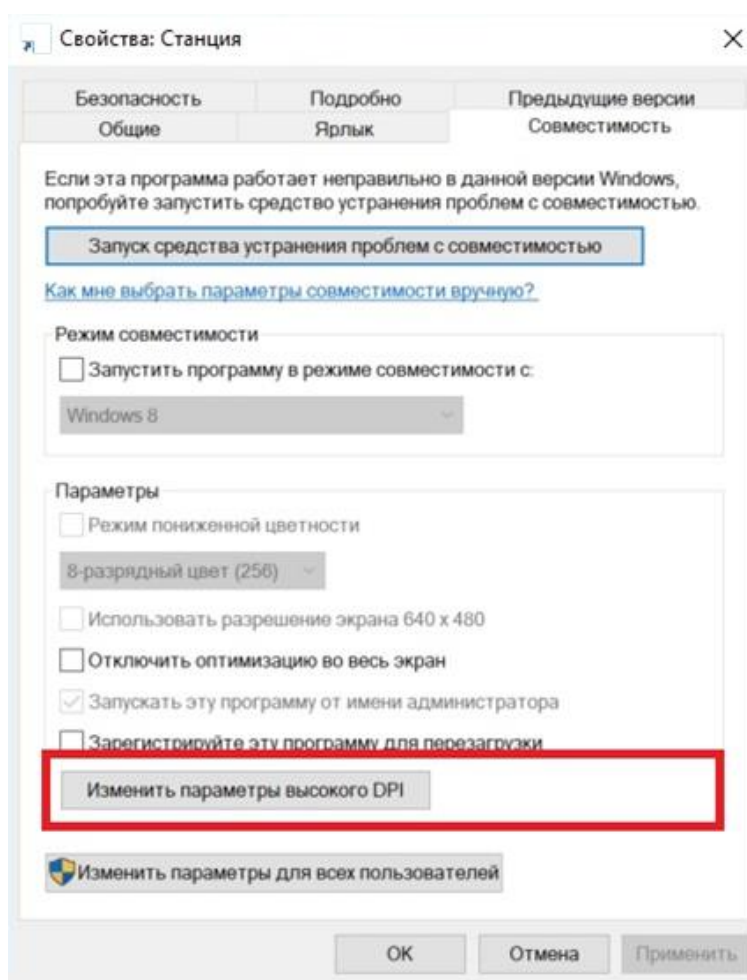 Свойства: Станция
Безопасность
Подробно
Предыдущие версии
Общие
Ярлык
Совместимость
Если эта программа работает неправильно в данной версии Windows,
попробуйте запустить средство устранения проблем с совместимостью.
Запуск средства устранения проблем с совместимостью
Как мне выбрать параметры совместимости вручную?
Режим совместимости
Запустить программу в режиме совместимости с:
Windows 8
Параметры
Режим пониженной цветности
8-разрядный цвет (256)
Использовать разрешение экрана 640 x 480
Отключить оптимизацию во весь экран
Запускать эту программу от имени администратора
Зарегистрируйте эту программу для перезагрузки
Изменить параметры высокого DPI
Изменить параметры для всех пользователей
ОК
Отмена
Применить